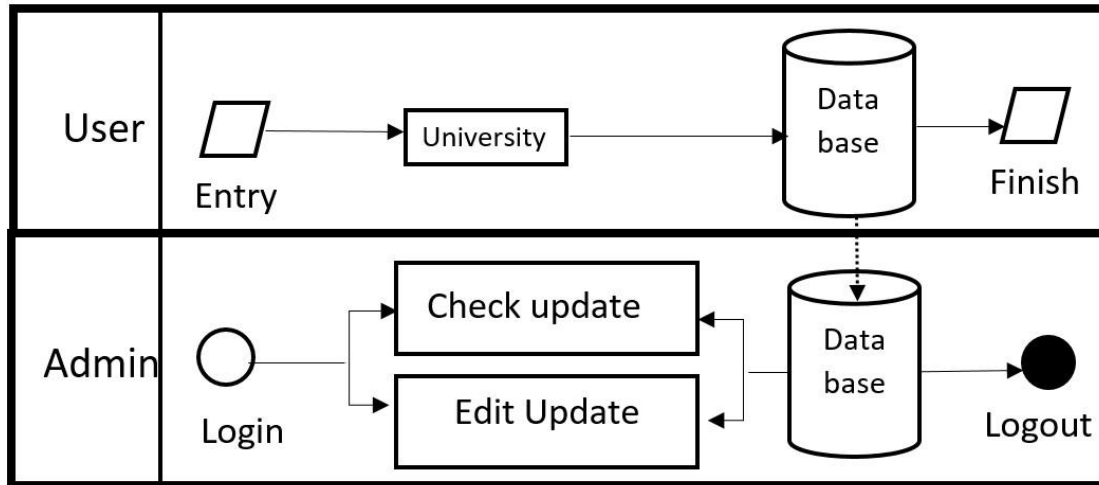 User
Entry
University
Data
base
Finish
Admin
Login
Check update
Edit Update
Data
base
Logout